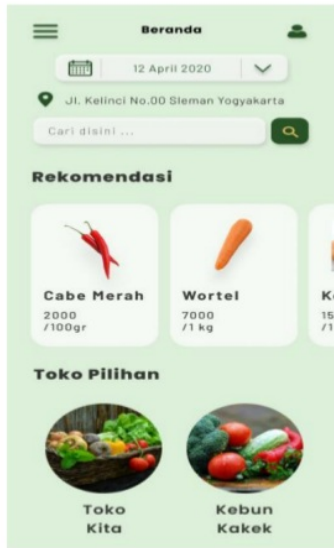 Beranda
12 April 2020
Jl. Kelinci No.00 Sleman Yogyakarta
Cari disini ...
Rekomendasi
Cabe Merah
2000
/100gr
Wortel
7000
/1 kg
Toko Pilihan
Toko
Kita
Kebun
Kakek